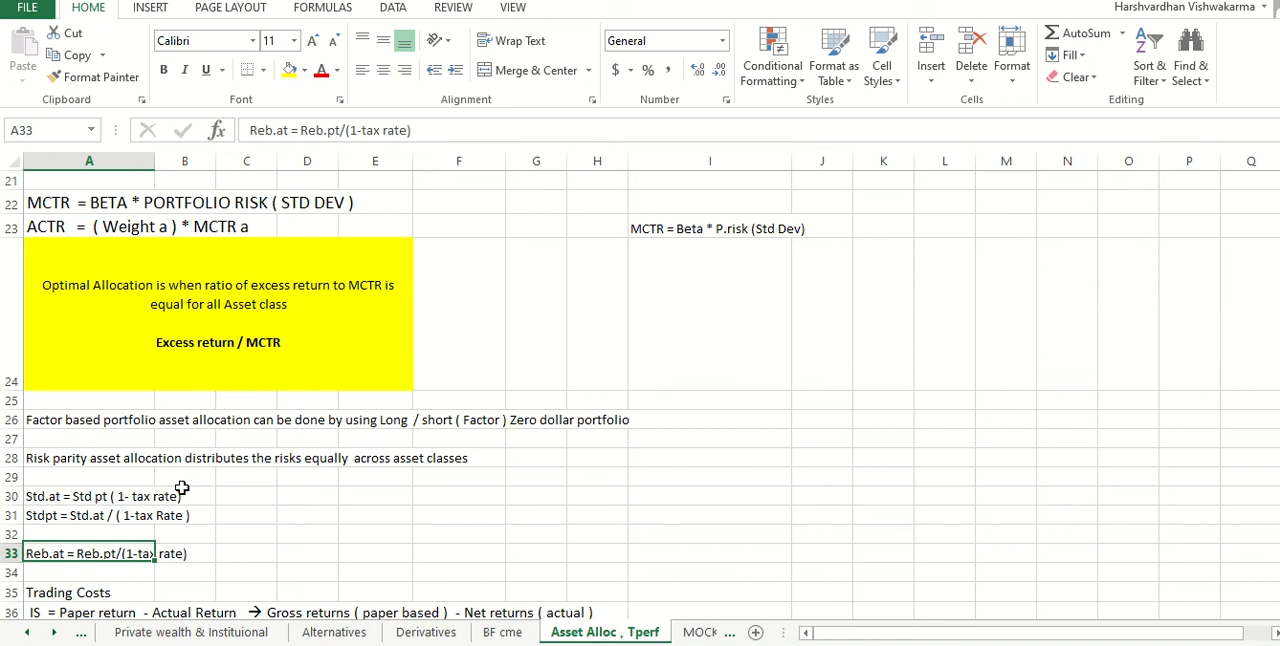 FILE HOME INSERT PAGE LAYOUT FORMULAS DATA REVIEW VIEW Harshvardhan Vishwakarma
Cut
Copy
Format Painter
Paste
Clipboard
Calibri 11
B I U
Font
Wrap Text
Merge & Center
Alignment
General
$ % ,
Number
Conditional Formatting
Format as Table
Cell Styles
Styles
Insert Delete Format
Cells
AutoSum
Fill
Clear
Sort & Filter
Find & Select
Editing
A33 fx Reb.at = Reb.pt/(1-tax rate)
A B C D E F G H I J K L M N O P Q
21
22 MCTR = BETA * PORTFOLIO RISK ( STD DEV )
23 ACTR = ( Weight a ) * MCTR a MCTR = Beta * P.risk (Std Dev)
Optimal Allocation is when ratio of excess return to MCTR is
equal for all Asset class
Excess return / MCTR
24
25
26 Factor based portfolio asset allocation can be done by using Long / short ( Factor ) Zero dollar portfolio
27
28 Risk parity asset allocation distributes the risks equally across asset classes
29
30 Std.at = Std pt ( 1- tax rate)
31 Stdpt = Std.at / ( 1-tax Rate )
32
33 Reb.at = Reb.pt/(1-tax rate)
34
35 Trading Costs
36 IS = Paper return - Actual Return → Gross returns ( paper based ) - Net returns ( actual )
... Private wealth & Instituional Alternatives Derivatives BF cme Asset Alloc , Tperf MOCK ...